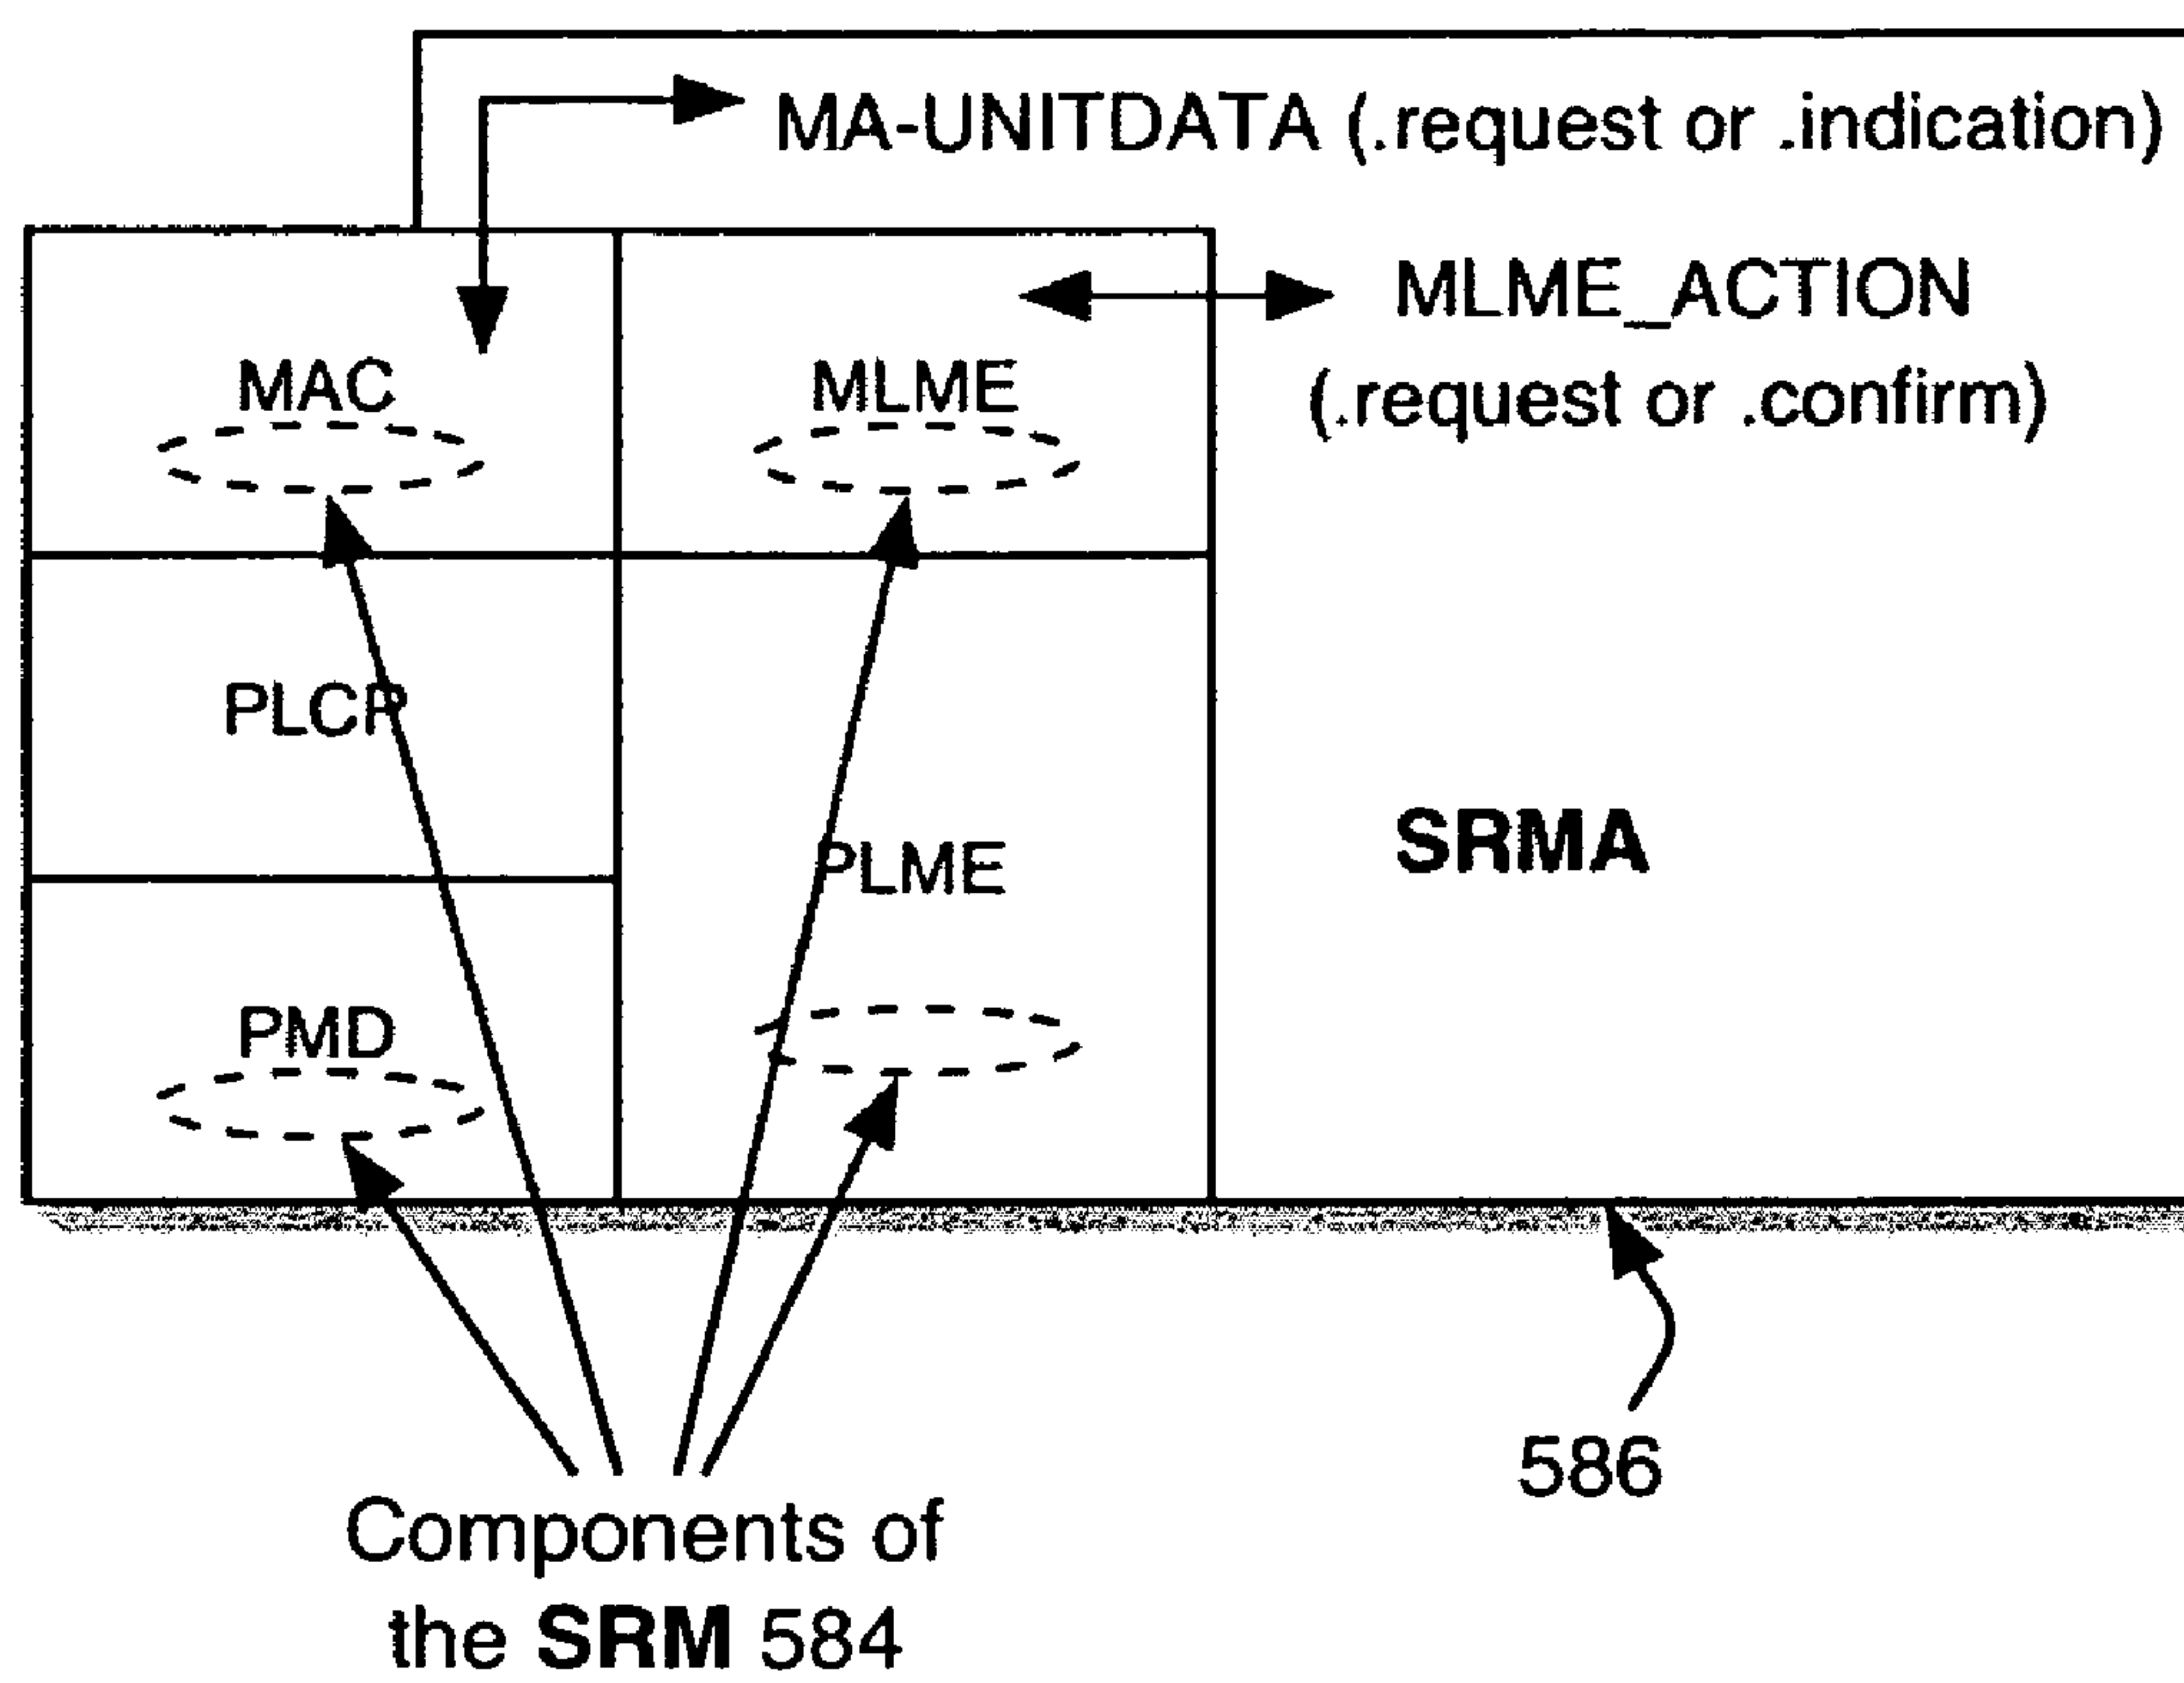 MA-UNITDATA (.request or .indication)
MLME_ACTION
(.request or .confirm)
MAC
MLME
PLCP
PLME
SRMA
PMD
586
Components of
the SRM 584